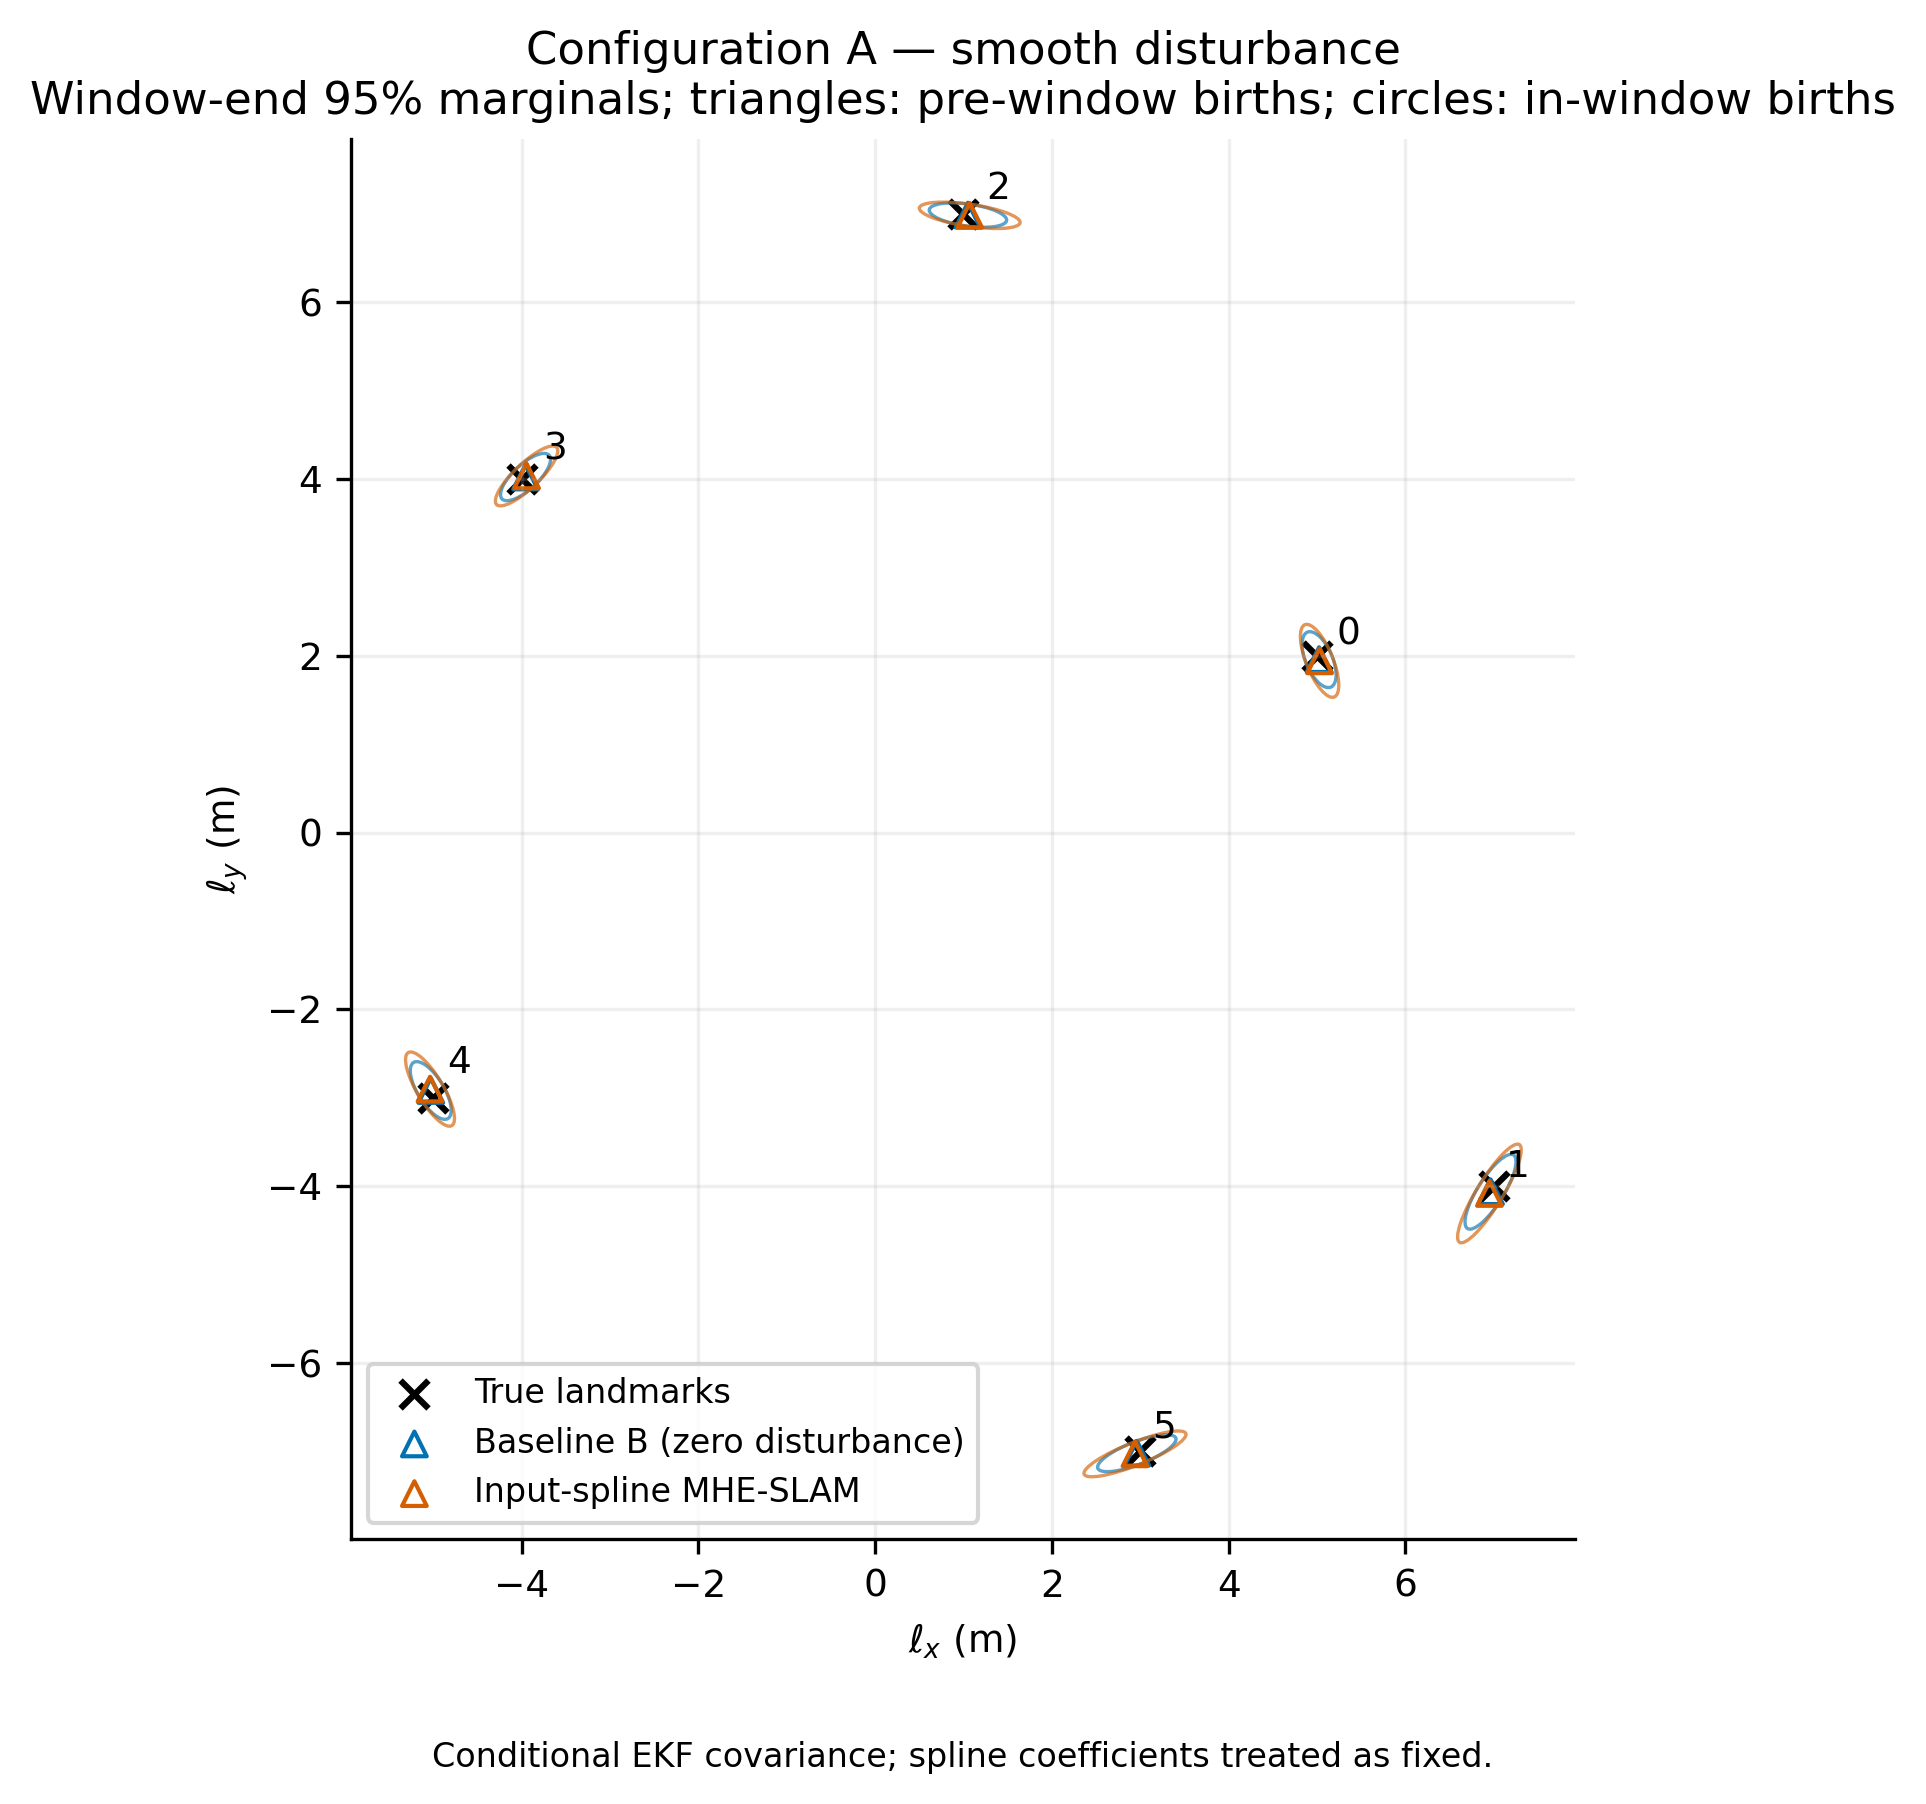 Configuration A — smooth disturbance
Window-end 95% marginals; triangles: pre-window births; circles: in-window births
2
6
3
4
0
2
ℓy (m)
0
−2
4
1
−4
5
−6
True landmarks
Baseline B (zero disturbance)
Input-spline MHE-SLAM
−4 −2 0 2 4 6
ℓx (m)
Conditional EKF covariance; spline coefficients treated as fixed.